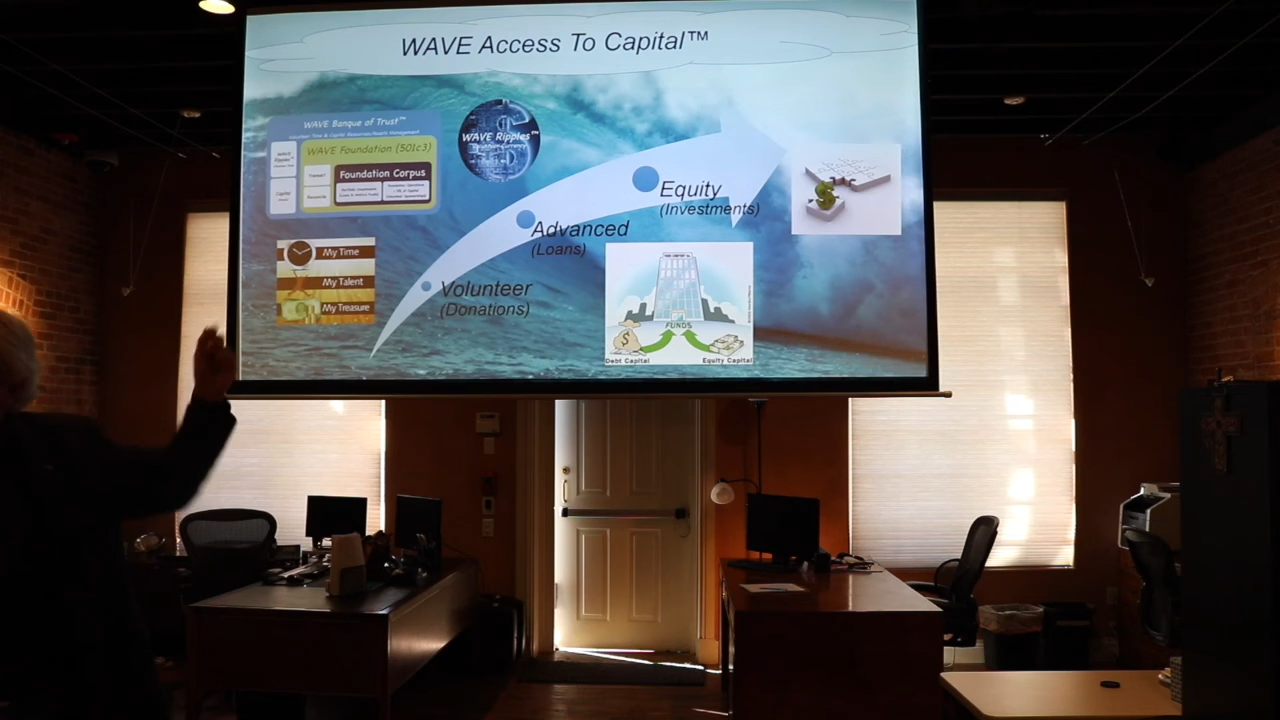 WAVE Access To Capital™
WAVE Banque of Trust™
WAVE Foundation (501c3)
Foundation Corpus
WAVE Ripples™
My Time
My Talent
My Treasure
Volunteer
(Donations)
Advanced
(Loans)
Equity
(Investments)
FUNDS
Debt Capital
Equity Capital